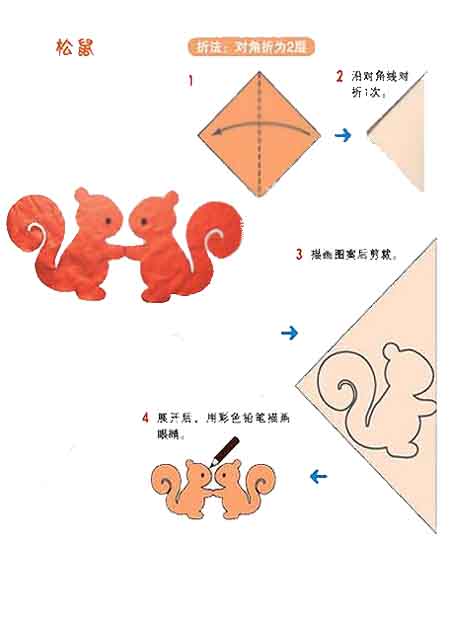 松鼠
折法：对角折为2层
1
2 沿对角线对
折1次。
3 描画图案后剪裁。
4 展开后，用彩色铅笔描画
眼睛。